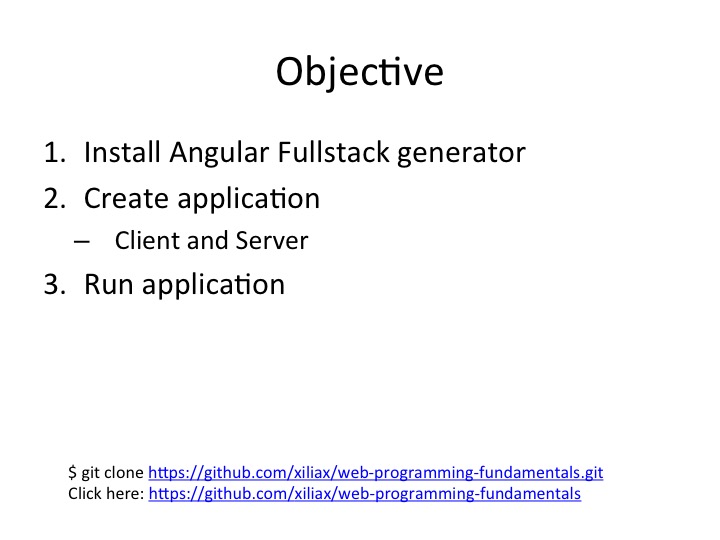 Objective
1. Install Angular Fullstack generator
2. Create application
– Client and Server
3. Run application
$ git clone https://github.com/xiliax/web-programming-fundamentals.git
Click here: https://github.com/xiliax/web-programming-fundamentals